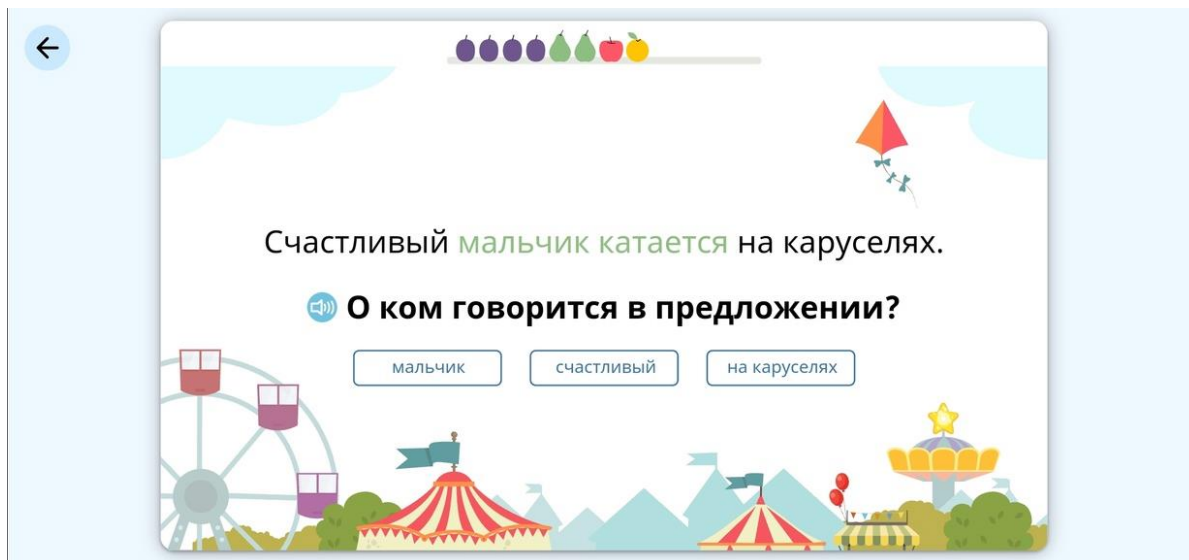 Счастливый мальчик катается на каруселях.
О ком говорится в предложении?
мальчик счастливый на каруселях